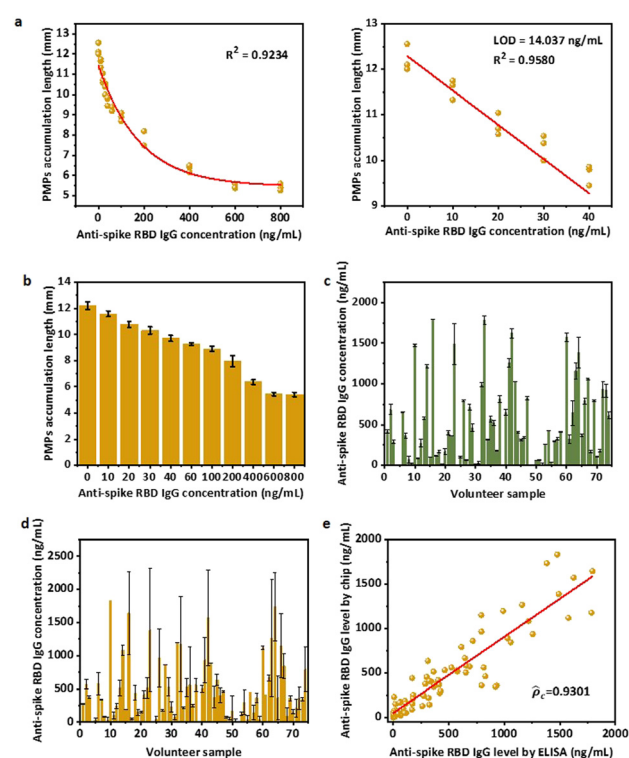 a
13
12
11
10
9
8
7
6
5
PMPs accumulation length (mm)
R² = 0.9234
0 200 400 600 800
Anti-spike RBD IgG concentration (ng/mL)
13
12
11
10
9
PMPs accumulation length (mm)
LOD = 14.037 ng/mL
R² = 0.9580
0 10 20 30 40
Anti-spike RBD IgG concentration (ng/mL)
b
14
12
10
8
6
4
2
0
PMPs accumulation length (mm)
0 10 20 30 40 60 100 200 400 600 800
Anti-spike RBD IgG concentration (ng/mL)
c
2000
1500
1000
500
0
Anti-spike RBD IgG concentration (ng/mL)
0 10 20 30 40 50 60 70
Volunteer sample
d
2500
2000
1500
1000
500
0
Anti-spike RBD IgG concentration (ng/mL)
0 10 20 30 40 50 60 70
Volunteer sample
e
2000
1500
1000
500
0
Anti-spike RBD IgG level by chip (ng/mL)
ρ̂c=0.9301
0 500 1000 1500 2000
Anti-spike RBD IgG level by ELISA (ng/mL)